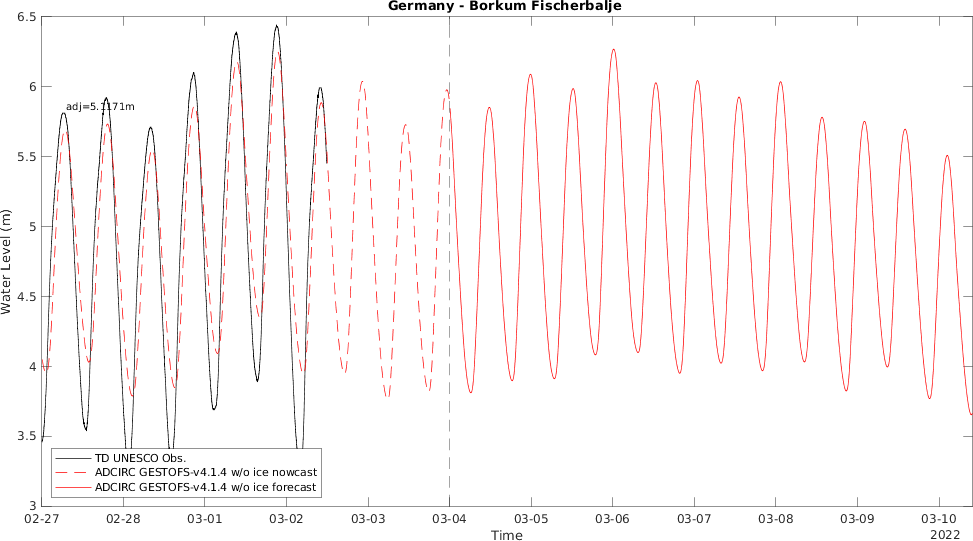 Germany - Borkum Fischerbalje
6.5
6
5.5
5
4.5
4
3.5
3
Water Level (m)
adj=5.1171m
TD UNESCO Obs.
ADCIRC GESTOFS-v4.1.4 w/o ice nowcast
ADCIRC GESTOFS-v4.1.4 w/o ice forecast
02-27 02-28 03-01 03-02 03-03 03-04 03-05 03-06 03-07 03-08 03-09 03-10
2022
Time